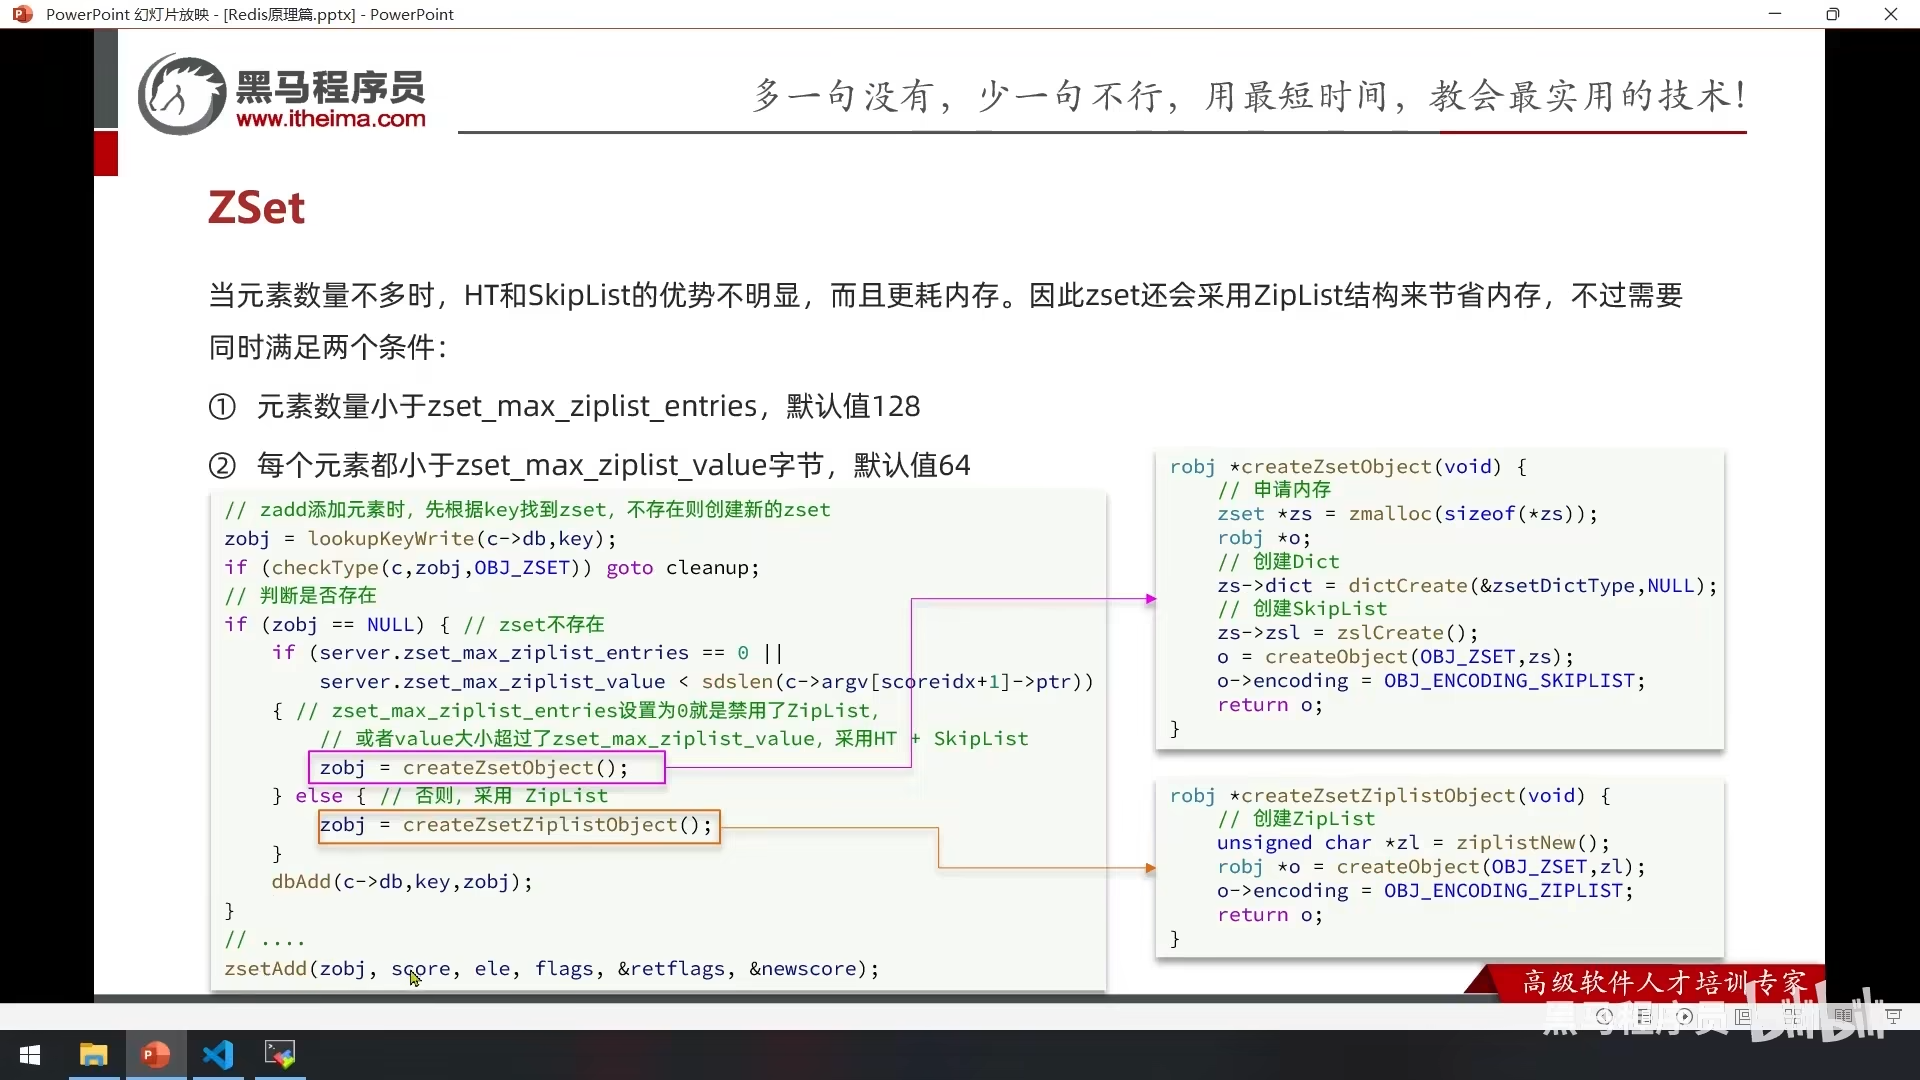 PowerPoint 幻灯片放映 - [Redis原理篇.pptx] - PowerPoint
黑马程序员
www.itheima.com
多一句没有，少一句不行，用最短时间，教会最实用的技术！
ZSet
当元素数量不多时，HT和SkipList的优势不明显，而且更耗内存。因此zset还会采用ZipList结构来节省内存，不过需要
同时满足两个条件：
① 元素数量小于zset_max_ziplist_entries，默认值128
② 每个元素都小于zset_max_ziplist_value字节，默认值64
// zadd添加元素时，先根据key找到zset，不存在则创建新的zset
zobj = lookupKeyWrite(c->db,key);
if (checkType(c,zobj,OBJ_ZSET)) goto cleanup;
// 判断是否存在
if (zobj == NULL) { // zset不存在
    if (server.zset_max_ziplist_entries == 0 ||
        server.zset_max_ziplist_value < sdslen(c->argv[scoreidx+1]->ptr))
    { // zset_max_ziplist_entries设置为0就是禁用了ZipList，
        // 或者value大小超过了zset_max_ziplist_value，采用HT + SkipList
        zobj = createZsetObject();
    } else { // 否则，采用 ZipList
        zobj = createZsetZiplistObject();
    }
    dbAdd(c->db,key,zobj);
}
// ....
zsetAdd(zobj, score, ele, flags, &retflags, &newscore);
robj *createZsetObject(void) {
    // 申请内存
    zset *zs = zmalloc(sizeof(*zs));
    robj *o;
    // 创建Dict
    zs->dict = dictCreate(&zsetDictType,NULL);
    // 创建SkipList
    zs->zsl = zslCreate();
    o = createObject(OBJ_ZSET,zs);
    o->encoding = OBJ_ENCODING_SKIPLIST;
    return o;
}
robj *createZsetZiplistObject(void) {
    // 创建ZipList
    unsigned char *zl = ziplistNew();
    robj *o = createObject(OBJ_ZSET,zl);
    o->encoding = OBJ_ENCODING_ZIPLIST;
    return o;
}
高级软件人才培训专家
黑马程序员 bilibili